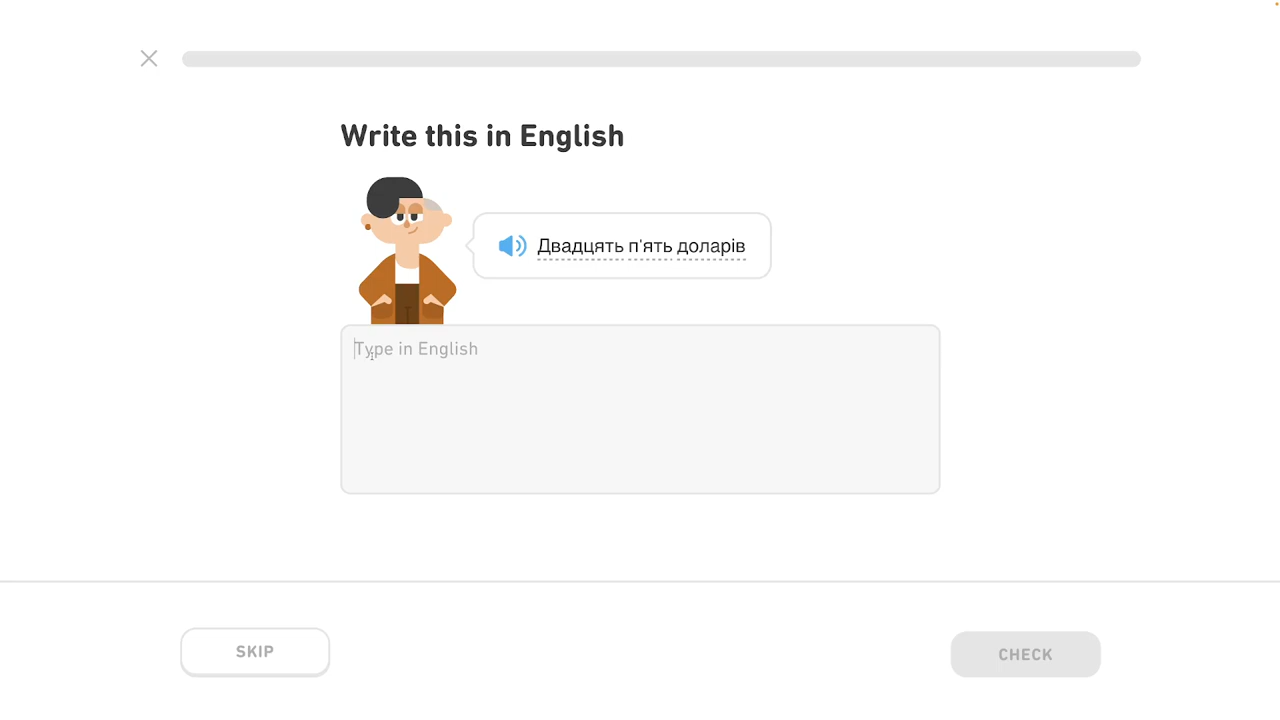 Write this in English
Двадцять п'ять доларів
Type in English
SKIP
CHECK